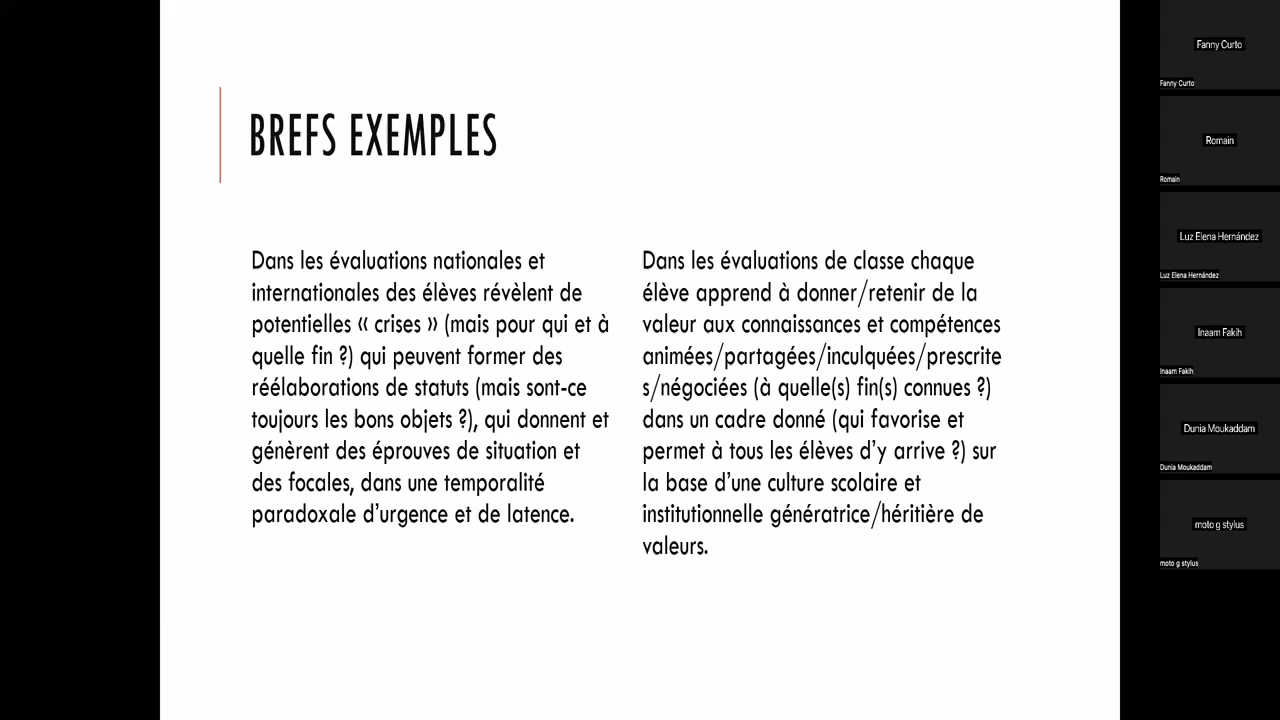 BREFS EXEMPLES
Dans les évaluations nationales et
internationales des élèves révèlent de
potentielles « crises » (mais pour qui et à
quelle fin ?) qui peuvent former des
réélaborations de statuts (mais sont-ce
toujours les bons objets ?), qui donnent et
génèrent des éprouves de situation et
des focales, dans une temporalité
paradoxale d'urgence et de latence.
Dans les évaluations de classe chaque
élève apprend à donner/retenir de la
valeur aux connaissances et compétences
animées/partagées/inculquées/prescrite
s/négociées (à quelle(s) fin(s) connues ?)
dans un cadre donné (qui favorise et
permet à tous les élèves d'y arrive ?) sur
la base d'une culture scolaire et
institutionnelle génératrice/héritière de
valeurs.
Fanny Curto
Fanny Curto
Romain
Romain
Luz Elena Hernández
Luz Elena Hernández
Inaam Fakih
Inaam Fakih
Dunia Moukaddam
Dunia Moukaddam
moto g stylus
moto g stylus